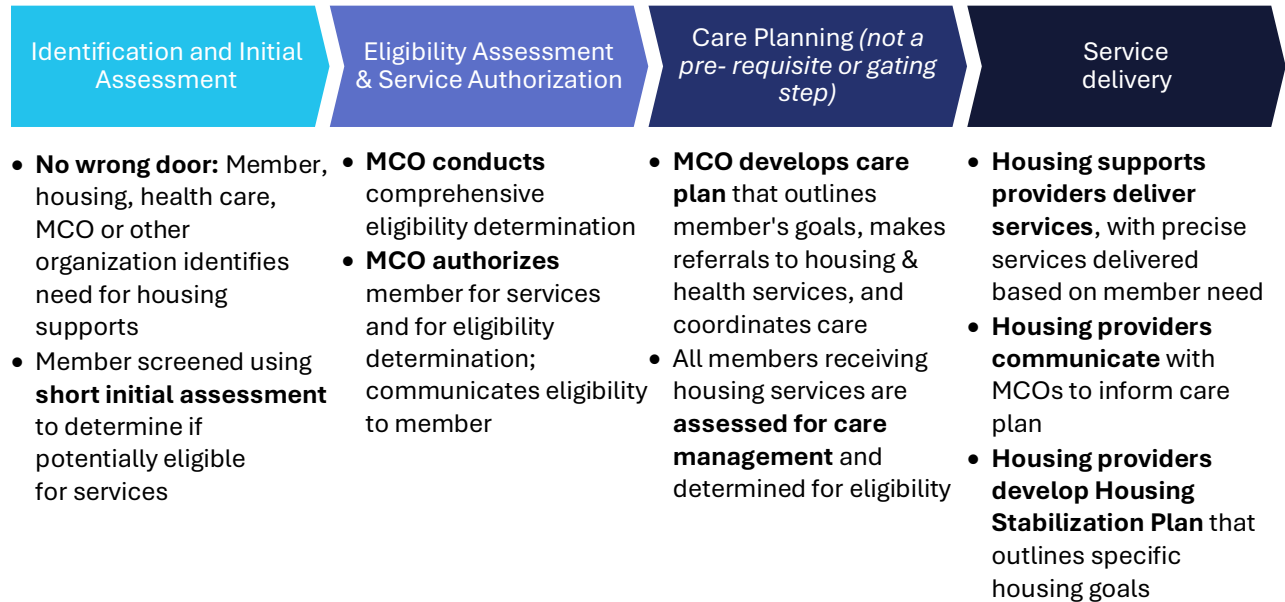 Identification and Initial
Assessment
Eligibility Assessment
& Service Authorization
Care Planning (not a
pre- requisite or gating
step)
Service
delivery
• No wrong door: Member,
housing, health care,
MCO or other
organization identifies
need for housing
supports
• Member screened using
short initial assessment
to determine if
potentially eligible
for services
• MCO conducts
comprehensive
eligibility determination
• MCO authorizes
member for services
and for eligibility
determination;
communicates eligibility
to member
• MCO develops care
plan that outlines
member's goals, makes
referrals to housing &
health services, and
coordinates care
• All members receiving
housing services are
assessed for care
management and
determined for eligibility
• Housing supports
providers deliver
services, with precise
services delivered
based on member need
• Housing providers
communicate with
MCOs to inform care
plan
• Housing providers
develop Housing
Stabilization Plan that
outlines specific
housing goals